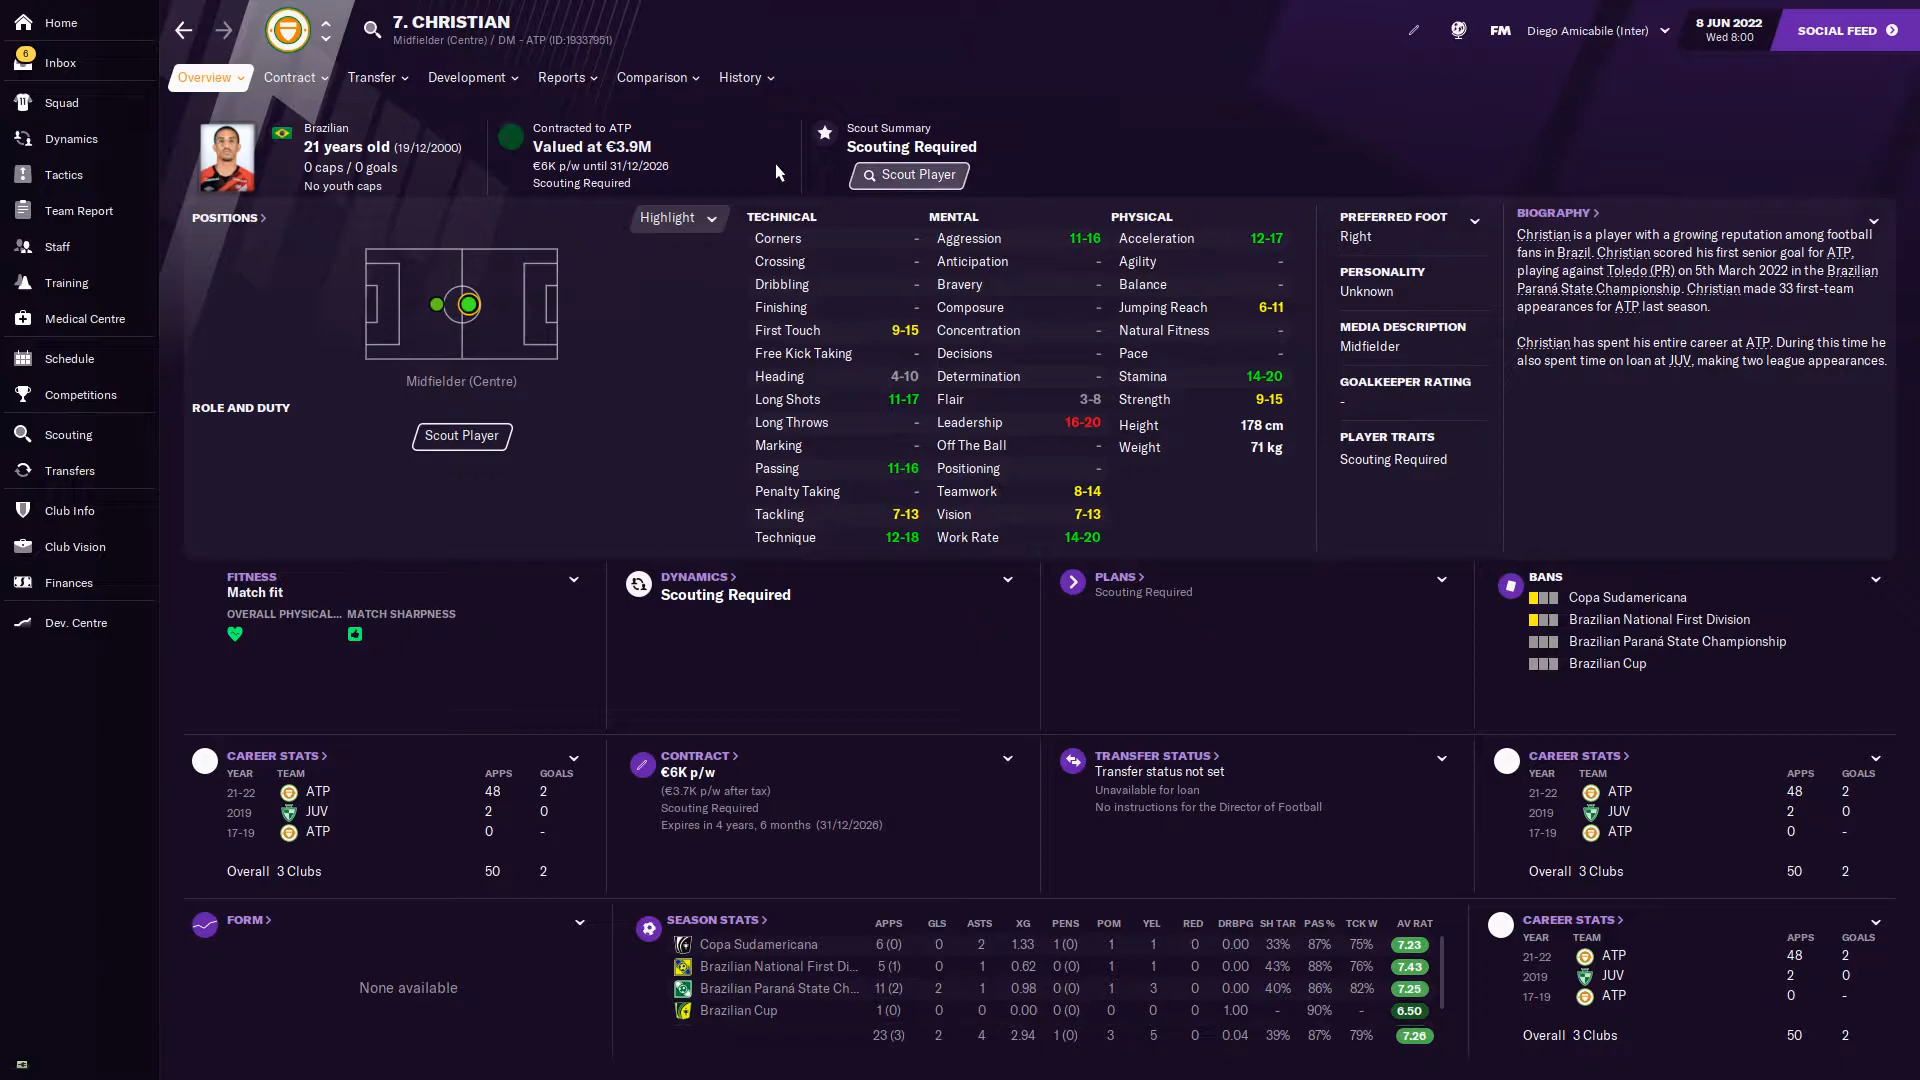 Home
6
Inbox
Squad
Dynamics
Tactics
Team Report
Staff
Training
Medical Centre
Schedule
Competitions
Scouting
Transfers
Club Info
Club Vision
Finances
Dev. Centre
7. CHRISTIAN
Midfielder (Centre) / DM - ATP (ID:19337951)
FM
Diego Amicabile (Inter)
8 JUN 2022
Wed 8:00
SOCIAL FEED
Overview Contract Transfer Development Reports Comparison History
Brazilian
21 years old (19/12/2000)
0 caps / 0 goals
No youth caps
Contracted to ATP
Valued at €3.9M
€6K p/w until 31/12/2026
Scouting Required
Scout Summary
Scouting Required
Scout Player
POSITIONS
Highlight
Midfielder (Centre)
ROLE AND DUTY
Scout Player
TECHNICAL
Corners -
Crossing -
Dribbling -
Finishing -
First Touch 9-15
Free Kick Taking -
Heading 4-10
Long Shots 11-17
Long Throws -
Marking -
Passing 11-16
Penalty Taking -
Tackling 7-13
Technique 12-18
MENTAL
Aggression 11-16
Anticipation -
Bravery -
Composure -
Concentration -
Decisions -
Determination -
Flair 3-8
Leadership 16-20
Off The Ball -
Positioning -
Teamwork 8-14
Vision 7-13
Work Rate 14-20
PHYSICAL
Acceleration 12-17
Agility -
Balance -
Jumping Reach 6-11
Natural Fitness -
Pace -
Stamina 14-20
Strength 9-15
Height 178 cm
Weight 71 kg
PREFERRED FOOT
Right
PERSONALITY
Unknown
MEDIA DESCRIPTION
Midfielder
GOALKEEPER RATING
-
PLAYER TRAITS
Scouting Required
BIOGRAPHY
Christian is a player with a growing reputation among football
fans in Brazil. Christian scored his first senior goal for ATP,
playing against Toledo (PR) on 5th March 2022 in the Brazilian
Paraná State Championship. Christian made 33 first-team
appearances for ATP last season.
Christian has spent his entire career at ATP. During this time he
also spent time on loan at JUV, making two league appearances.
FITNESS
Match fit
OVERALL PHYSICAL... MATCH SHARPNESS
DYNAMICS
Scouting Required
PLANS
Scouting Required
BANS
Copa Sudamericana
Brazilian National First Division
Brazilian Paraná State Championship
Brazilian Cup
CAREER STATS
YEAR TEAM APPS GOALS
21-22 ATP 48 2
2019 JUV 2 0
17-19 ATP 0 -
Overall 3 Clubs 50 2
CONTRACT
€6K p/w
(€3.7K p/w after tax)
Scouting Required
Expires in 4 years, 6 months (31/12/2026)
TRANSFER STATUS
Transfer status not set
Unavailable for loan
No instructions for the Director of Football
CAREER STATS
YEAR TEAM APPS GOALS
21-22 ATP 48 2
2019 JUV 2 0
17-19 ATP 0 -
Overall 3 Clubs 50 2
FORM
None available
SEASON STATS APPS GLS ASTS XG PENS POM YEL RED DRBPG SH TAR PAS % TCK W AV RAT
Copa Sudamericana 6 (0) 0 2 1.33 1 (0) 1 1 0 0.00 33% 87% 75% 7.23
Brazilian National First Di... 5 (1) 0 1 0.62 0 (0) 1 1 0 0.00 43% 88% 76% 7.43
Brazilian Paraná State Ch... 11 (2) 2 1 0.98 0 (0) 1 3 0 0.00 40% 86% 82% 7.25
Brazilian Cup 1 (0) 0 0 0.00 0 (0) 0 0 0 1.00 - 90% - 6.50
23 (3) 2 4 2.94 1 (0) 3 5 0 0.04 39% 87% 79% 7.26
CAREER STATS
YEAR TEAM APPS GOALS
21-22 ATP 48 2
2019 JUV 2 0
17-19 ATP 0 -
Overall 3 Clubs 50 2